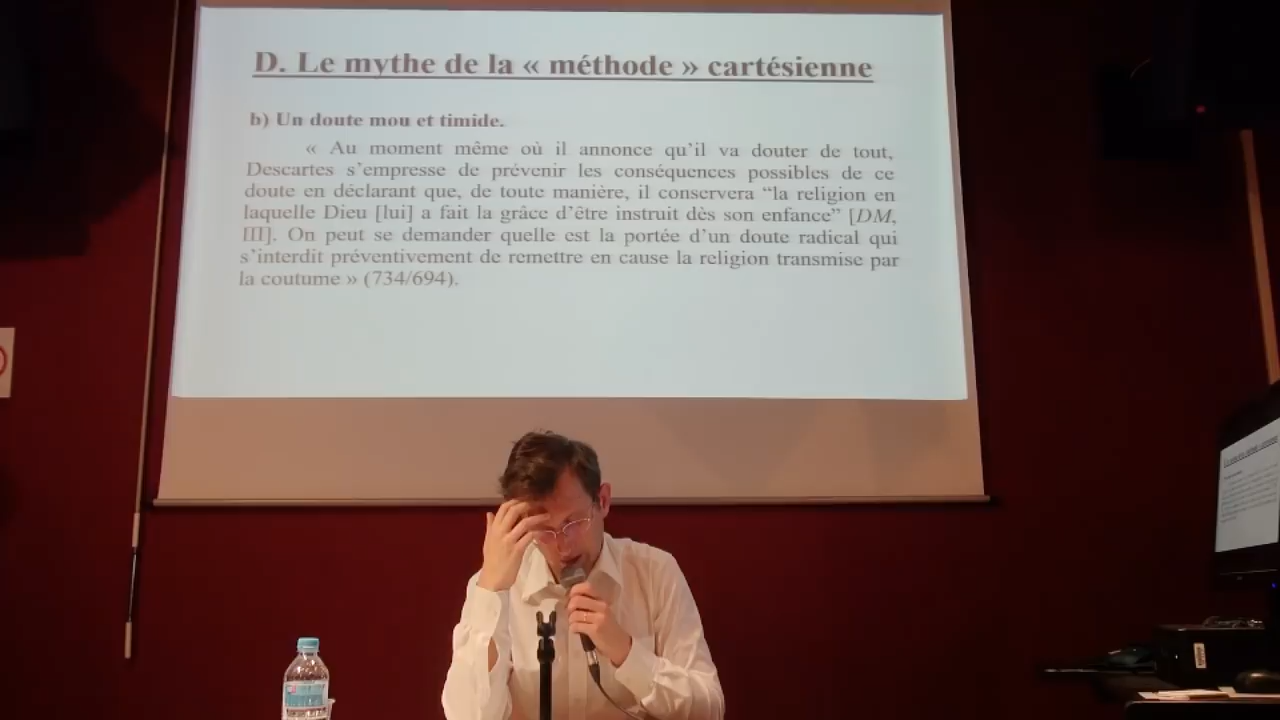 D. Le mythe de la « méthode » cartésienne
b) Un doute mou et timide.
« Au moment même où il annonce qu’il va douter de tout,
Descartes s’empresse de prévenir les conséquences possibles de ce
doute en déclarant que, de toute manière, il conservera “la religion en
laquelle Dieu [lui] a fait la grâce d’être instruit dès son enfance” [DM,
III]. On peut se demander quelle est la portée d’un doute radical qui
s’interdit préventivement de remettre en cause la religion transmise par
la coutume » (734/694).